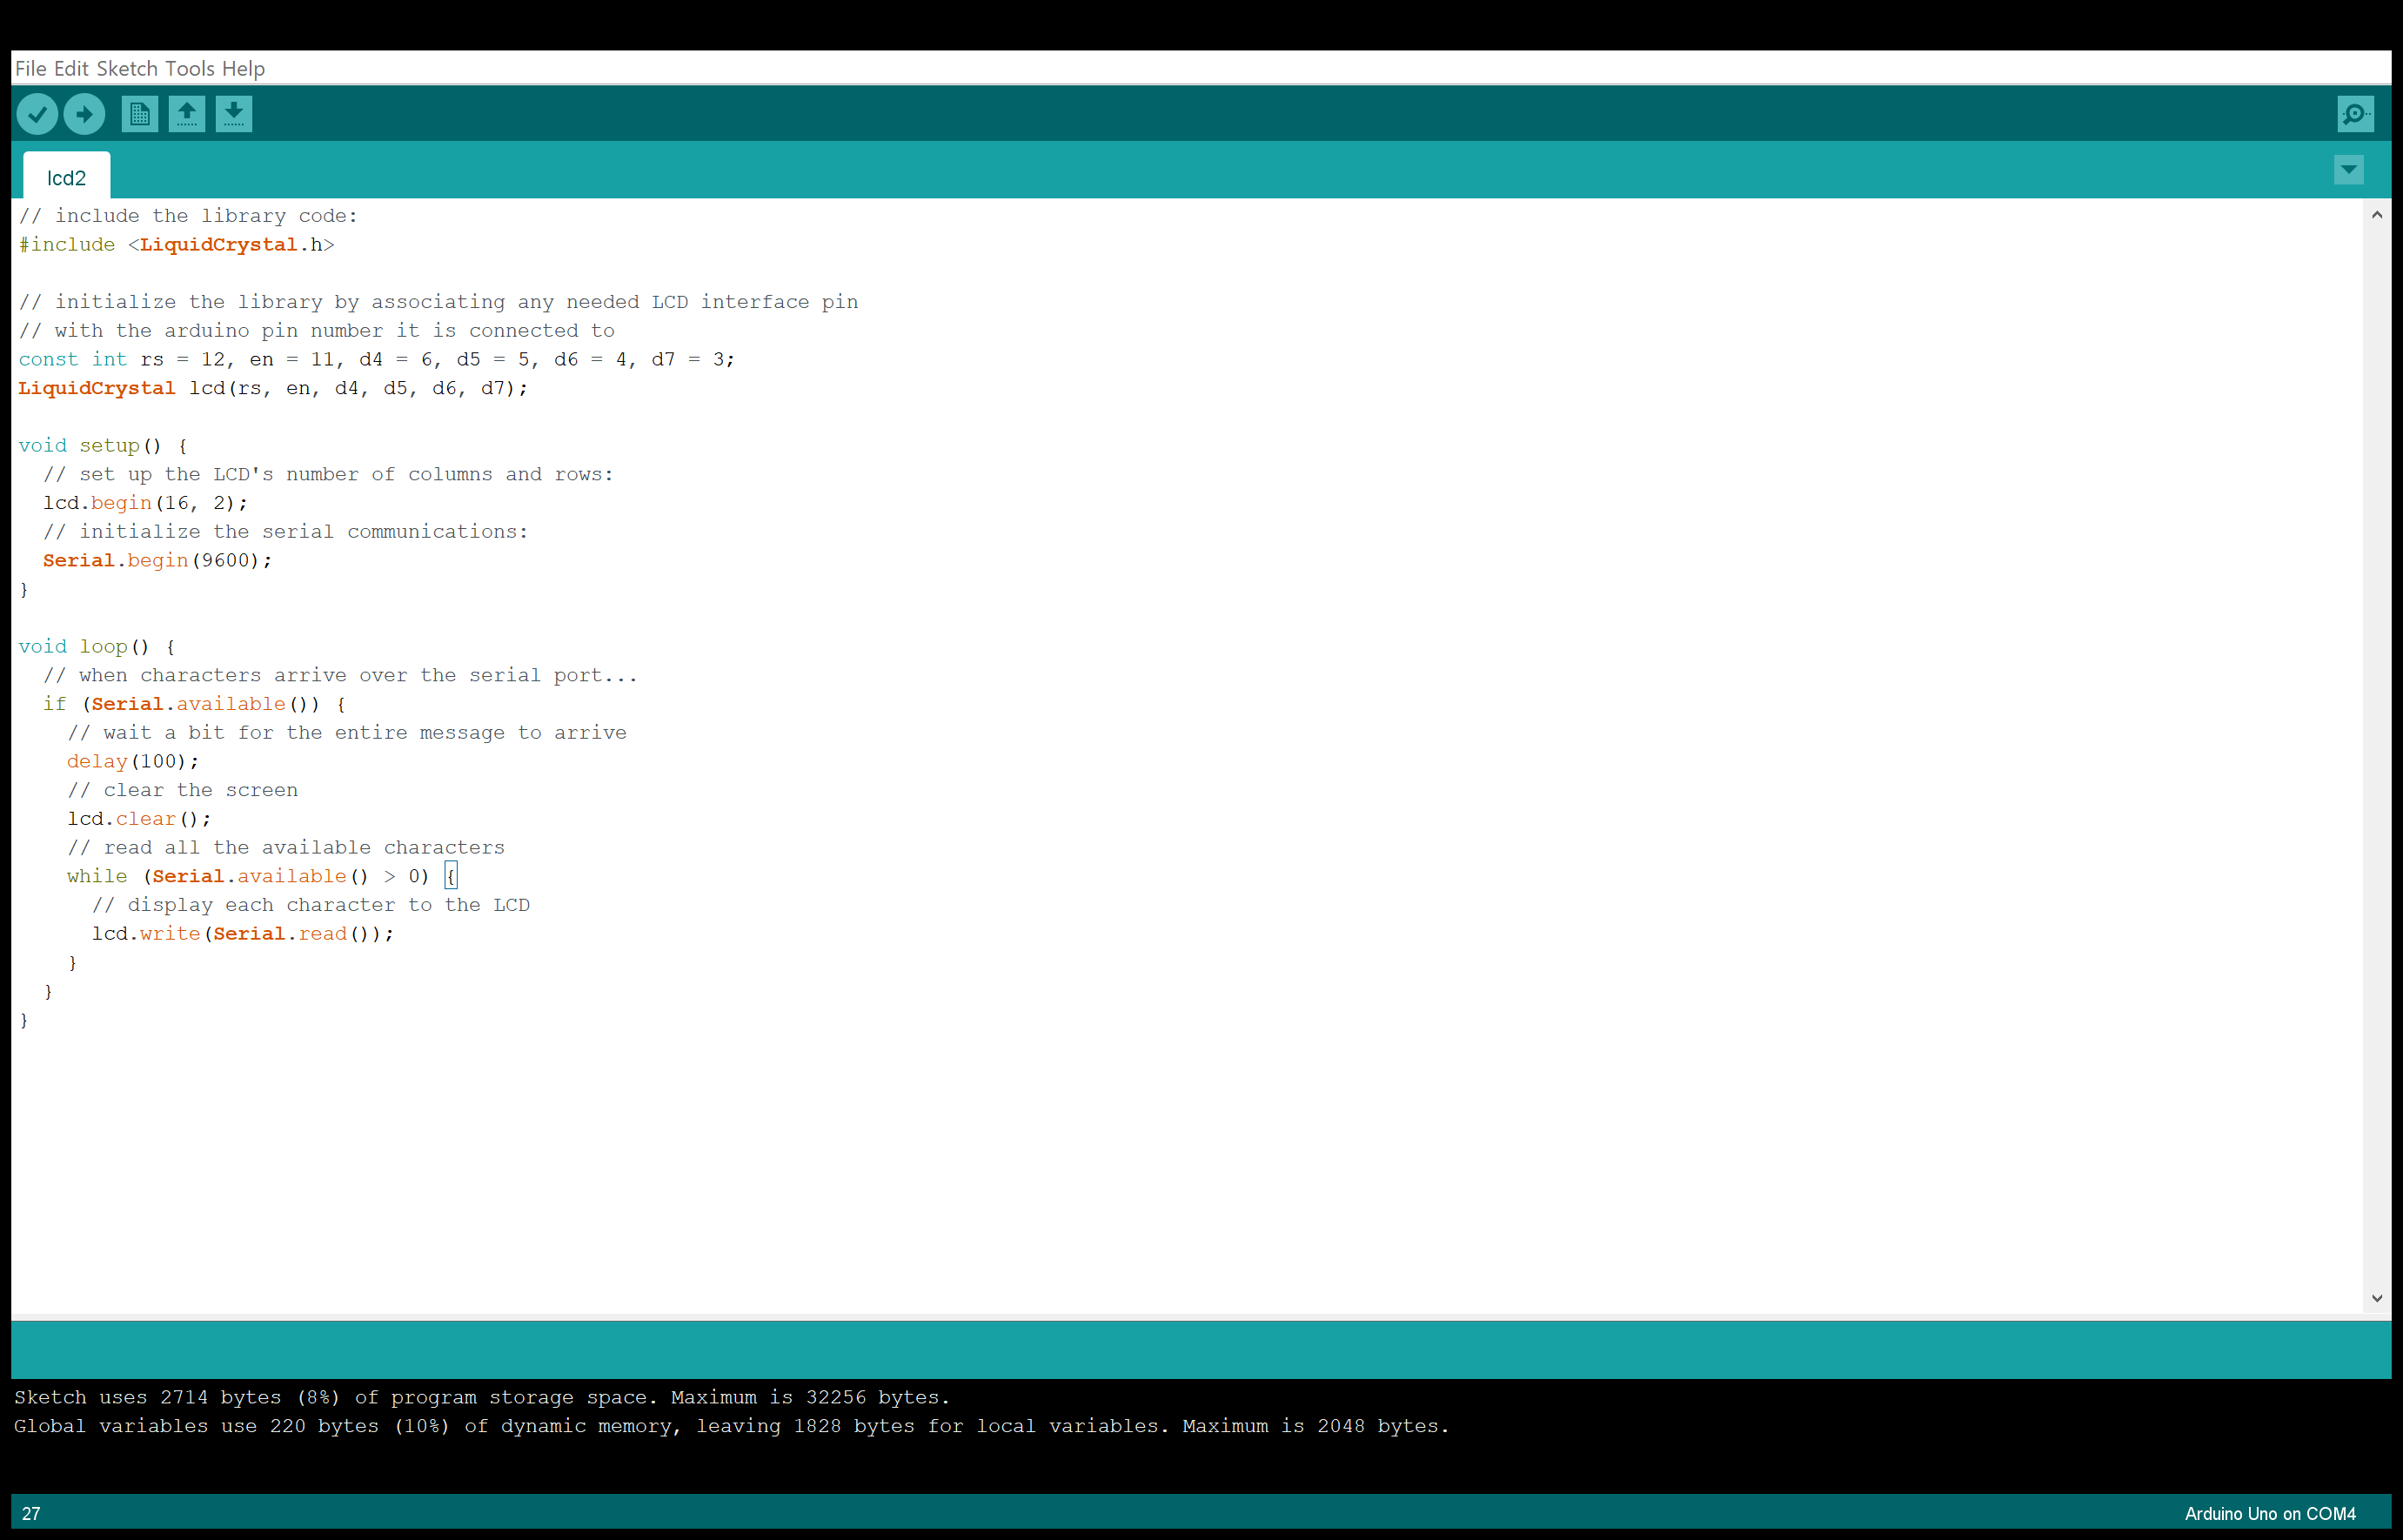 File Edit Sketch Tools Help
lcd2
// include the library code:
#include <LiquidCrystal.h>
// initialize the library by associating any needed LCD interface pin
// with the arduino pin number it is connected to
const int rs = 12, en = 11, d4 = 6, d5 = 5, d6 = 4, d7 = 3;
LiquidCrystal lcd(rs, en, d4, d5, d6, d7);
void setup() {
  // set up the LCD's number of columns and rows:
  lcd.begin(16, 2);
  // initialize the serial communications:
  Serial.begin(9600);
}
void loop() {
  // when characters arrive over the serial port...
  if (Serial.available()) {
    // wait a bit for the entire message to arrive
    delay(100);
    // clear the screen
    lcd.clear();
    // read all the available characters
    while (Serial.available() > 0) {
      // display each character to the LCD
      lcd.write(Serial.read());
    }
  }
}
Sketch uses 2714 bytes (8%) of program storage space. Maximum is 32256 bytes.
Global variables use 220 bytes (10%) of dynamic memory, leaving 1828 bytes for local variables. Maximum is 2048 bytes.
27
Arduino Uno on COM4